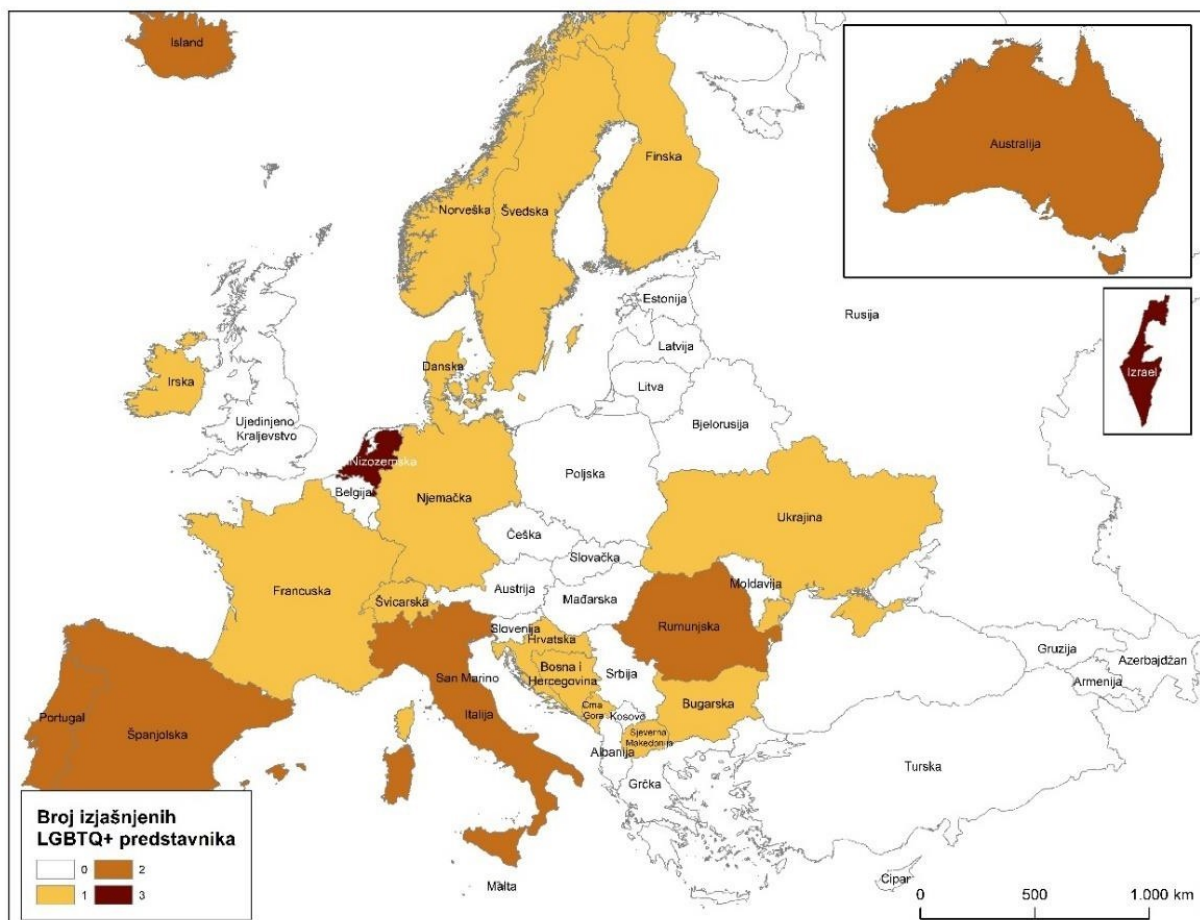 Island
Australija
Finska
Norveška
Švedska
Estonija
Rusija
Latvija
Danska
Izrael
Irska
Litva
Ujedinjeno
Kraljevstvo
Bjelorusija
Nizozemska
Poljska
Belgija
Njemačka
Ukrajina
Češka
Slovačka
Francuska
Austrija
Moldavija
Mađarska
Švicarska
Slovenija
Rumunjska
Hrvatska
Gruzija
Bosna i
Hercegovina
Srbija
Azerbajdžan
San Marino
Armenija
Portugal
Crna
Gora
Bugarska
Španjolska
Italija
Kosovo
Sjeverna
Makedonija
Albanija
Turska
Grčka
Broj izjašnjenih
LGBTQ+ predstavnika
0 2
1 3
Malta
Cipar
0 500 1.000 km